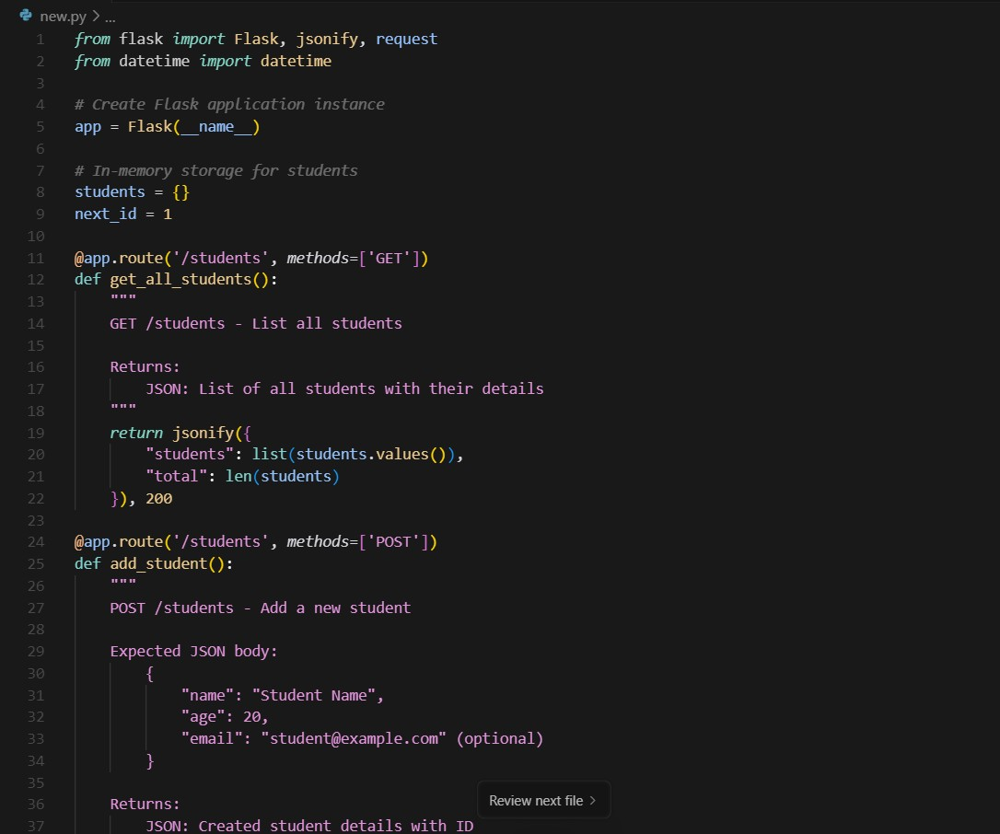 new.py > ...
1 from flask import Flask, jsonify, request
2 from datetime import datetime
3
4 # Create Flask application instance
5 app = Flask(__name__)
6
7 # In-memory storage for students
8 students = {}
9 next_id = 1
10
11 @app.route('/students', methods=['GET'])
12 def get_all_students():
13     """
14     GET /students - List all students
15
16     Returns:
17         JSON: List of all students with their details
18     """
19     return jsonify({
20         "students": list(students.values()),
21         "total": len(students)
22     }), 200
23
24 @app.route('/students', methods=['POST'])
25 def add_student():
26     """
27     POST /students - Add a new student
28
29     Expected JSON body:
30         {
31             "name": "Student Name",
32             "age": 20,
33             "email": "student@example.com" (optional)
34         }
35
36     Returns:
37         JSON: Created student details with ID
Review next file >